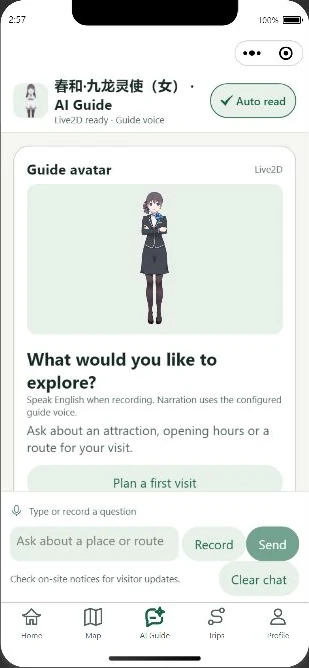 2:57
100%
春和·九龙灵使（女） ·
AI Guide
Live2D ready · Guide voice
Auto read
Guide avatar
Live2D
What would you like to
explore?
Speak English when recording. Narration uses the configured
guide voice.
Ask about an attraction, opening hours or a
route for your visit.
Plan a first visit
Type or record a question
Ask about a place or route
Record
Send
Check on-site notices for visitor updates.
Clear chat
Home
Map
AI Guide
Trips
Profile